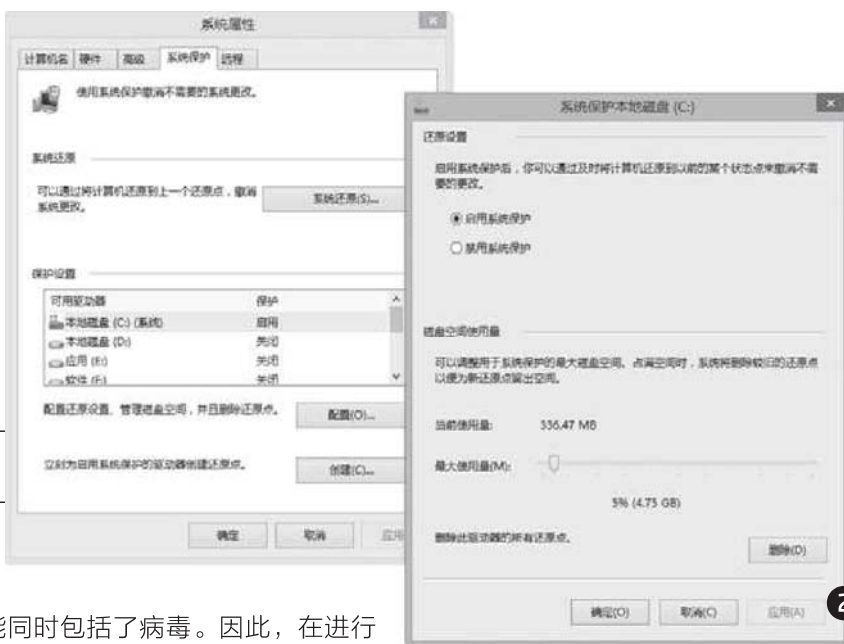 系统属性
计算机名 硬件 高级 系统保护 远程
使用系统保护撤消不需要的系统更改。
系统还原
可以通过将计算机还原到上一个还原点，撤消
系统更改。
系统还原(S)...
保护设置
可用驱动器 保护
本地磁盘 (C:) (系统) 启用
本地磁盘 (D:) 关闭
应用 (E:) 关闭
软件 (F:) 关闭
配置还原设置、管理磁盘空间，并且删除还原点。
配置(O)...
立刻为启用系统保护的驱动器创建还原点。
创建(C)...
确定 取消 应用
系统保护本地磁盘 (C:)
还原设置
启用系统保护后，你可以通过及时将计算机还原到以前的某个状态点来撤消不需
要的更改。
启用系统保护
禁用系统保护
磁盘空间使用量
可以调整用于系统保护的最大磁盘空间。占满空间时，系统将删除较旧的还原点
以便为新还原点留出空间。
当前使用量: 336.47 MB
最大使用量(M):
5% (4.75 GB)
删除此驱动器的所有还原点。
删除(D)
确定(O) 取消(C) 应用(A)
2
能同时包括了病毒。因此，在进行